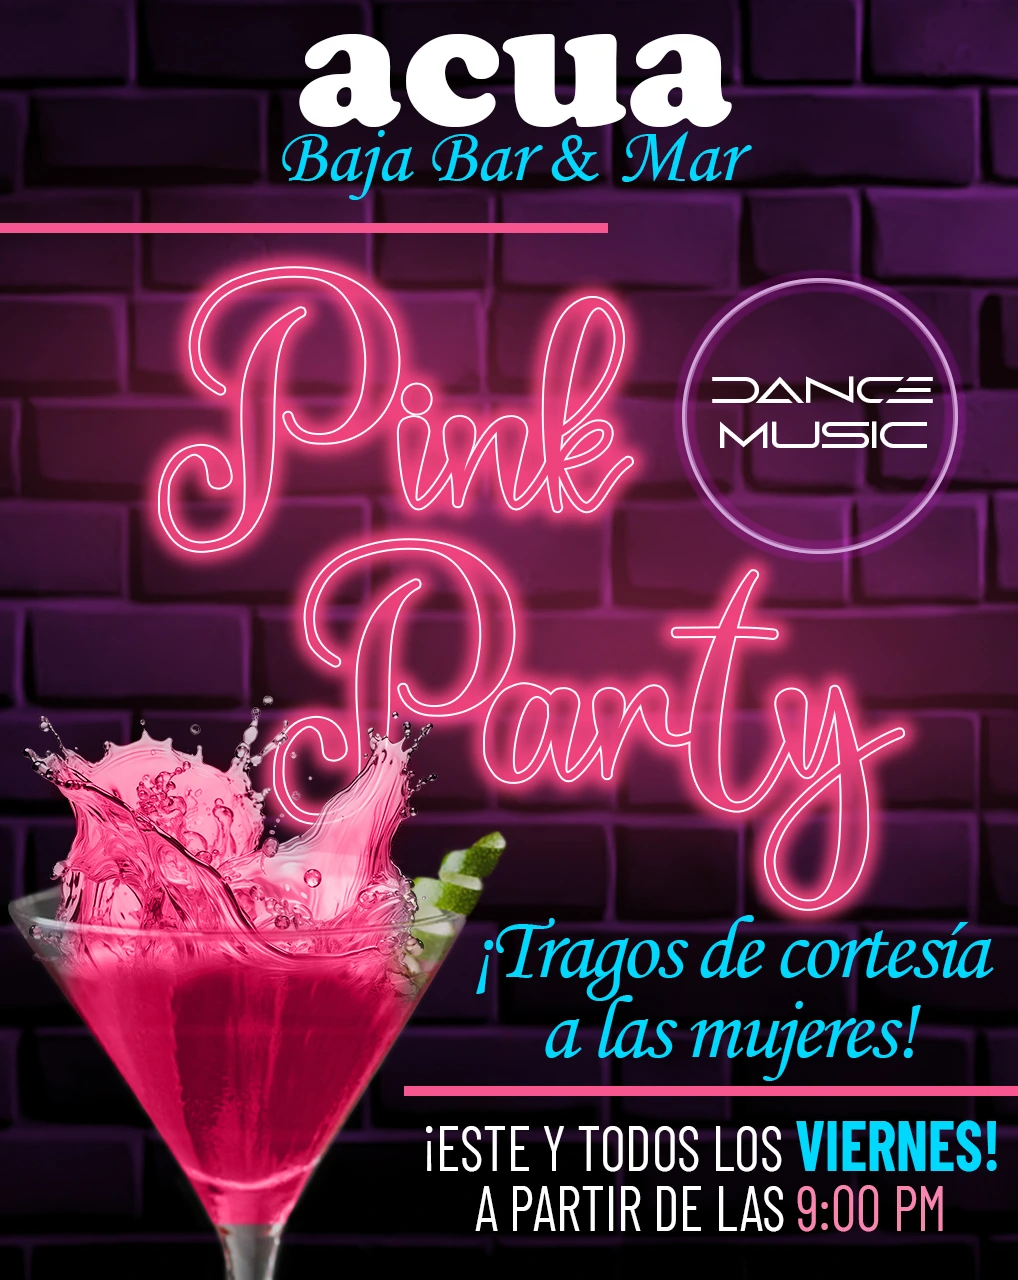 acua
Baja Bar & Mar
Pink
DANCE
MUSIC
Party
¡Tragos de cortesía
a las mujeres!
¡ESTE Y TODOS LOS VIERNES!
A PARTIR DE LAS 9:00 PM